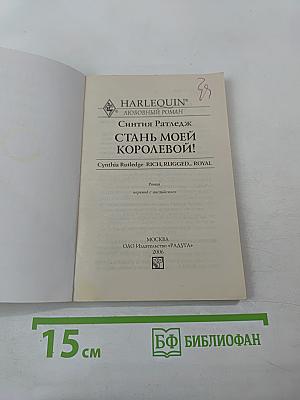 HARLEQUIN®
ЛЮБОВНЫЙ РОМАН
Синтия Ратледж
СТАНЬ МОЕЙ
КОРОЛЕВОЙ!
Cynthia Rutledge RICH, RUGGED... ROYAL
Роман
перевод с английского
МОСКВА
ОАО Издательство «РАДУГА»
2006
15 см
БФ БИБЛИОФАН